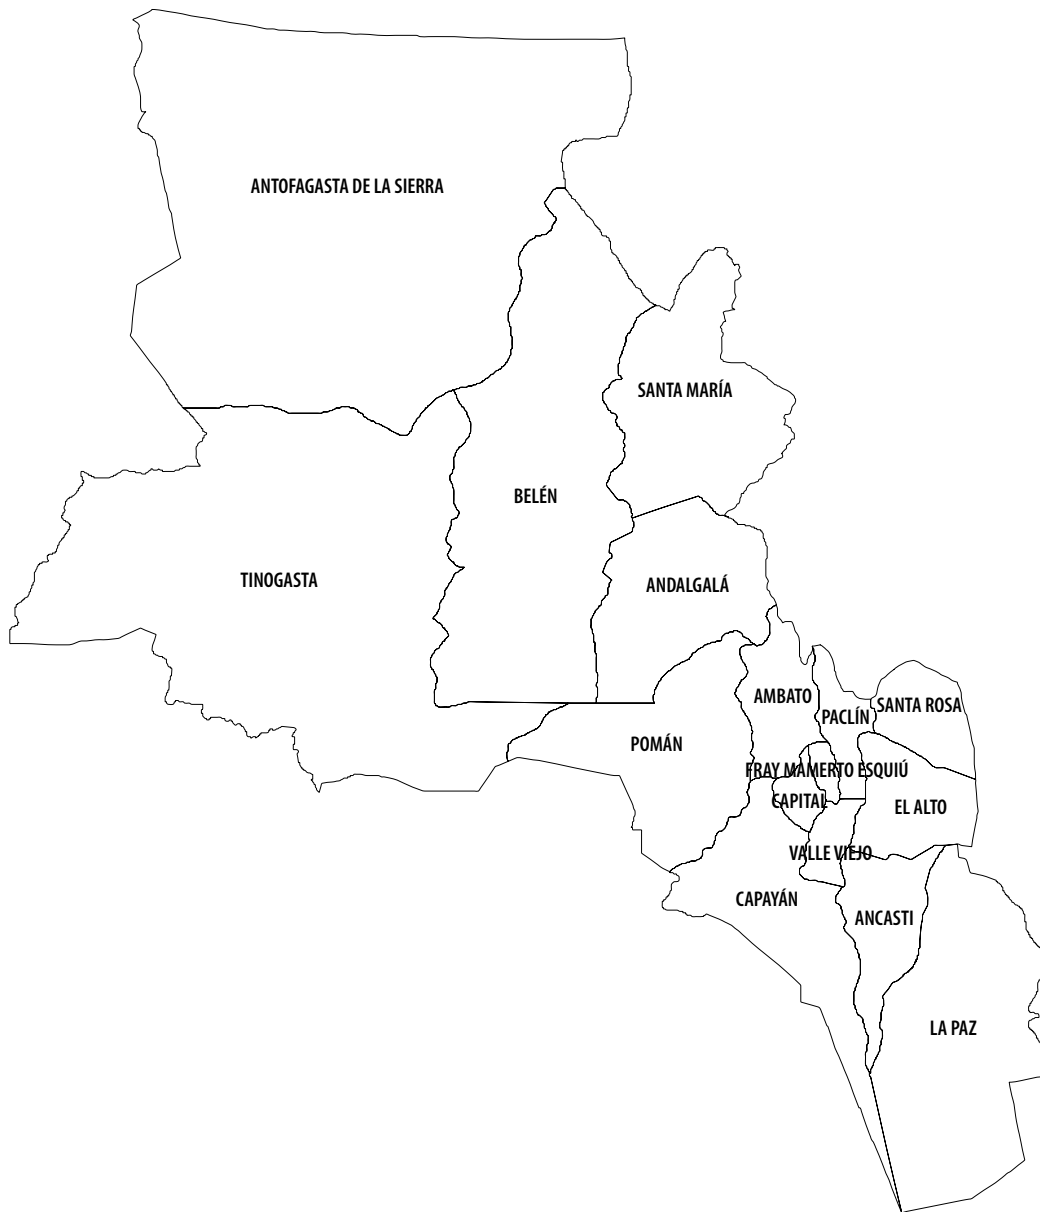 ANTOFAGASTA DE LA SIERRA
SANTA MARÍA
BELÉN
TINOGASTA
ANDALGALÁ
AMBATO
SANTA ROSA
PACLÍN
POMÁN
FRAY MAMERTO ESQUIÚ
CAPITAL
EL ALTO
VALLE VIEJO
CAPAYÁN
ANCASTI
LA PAZ